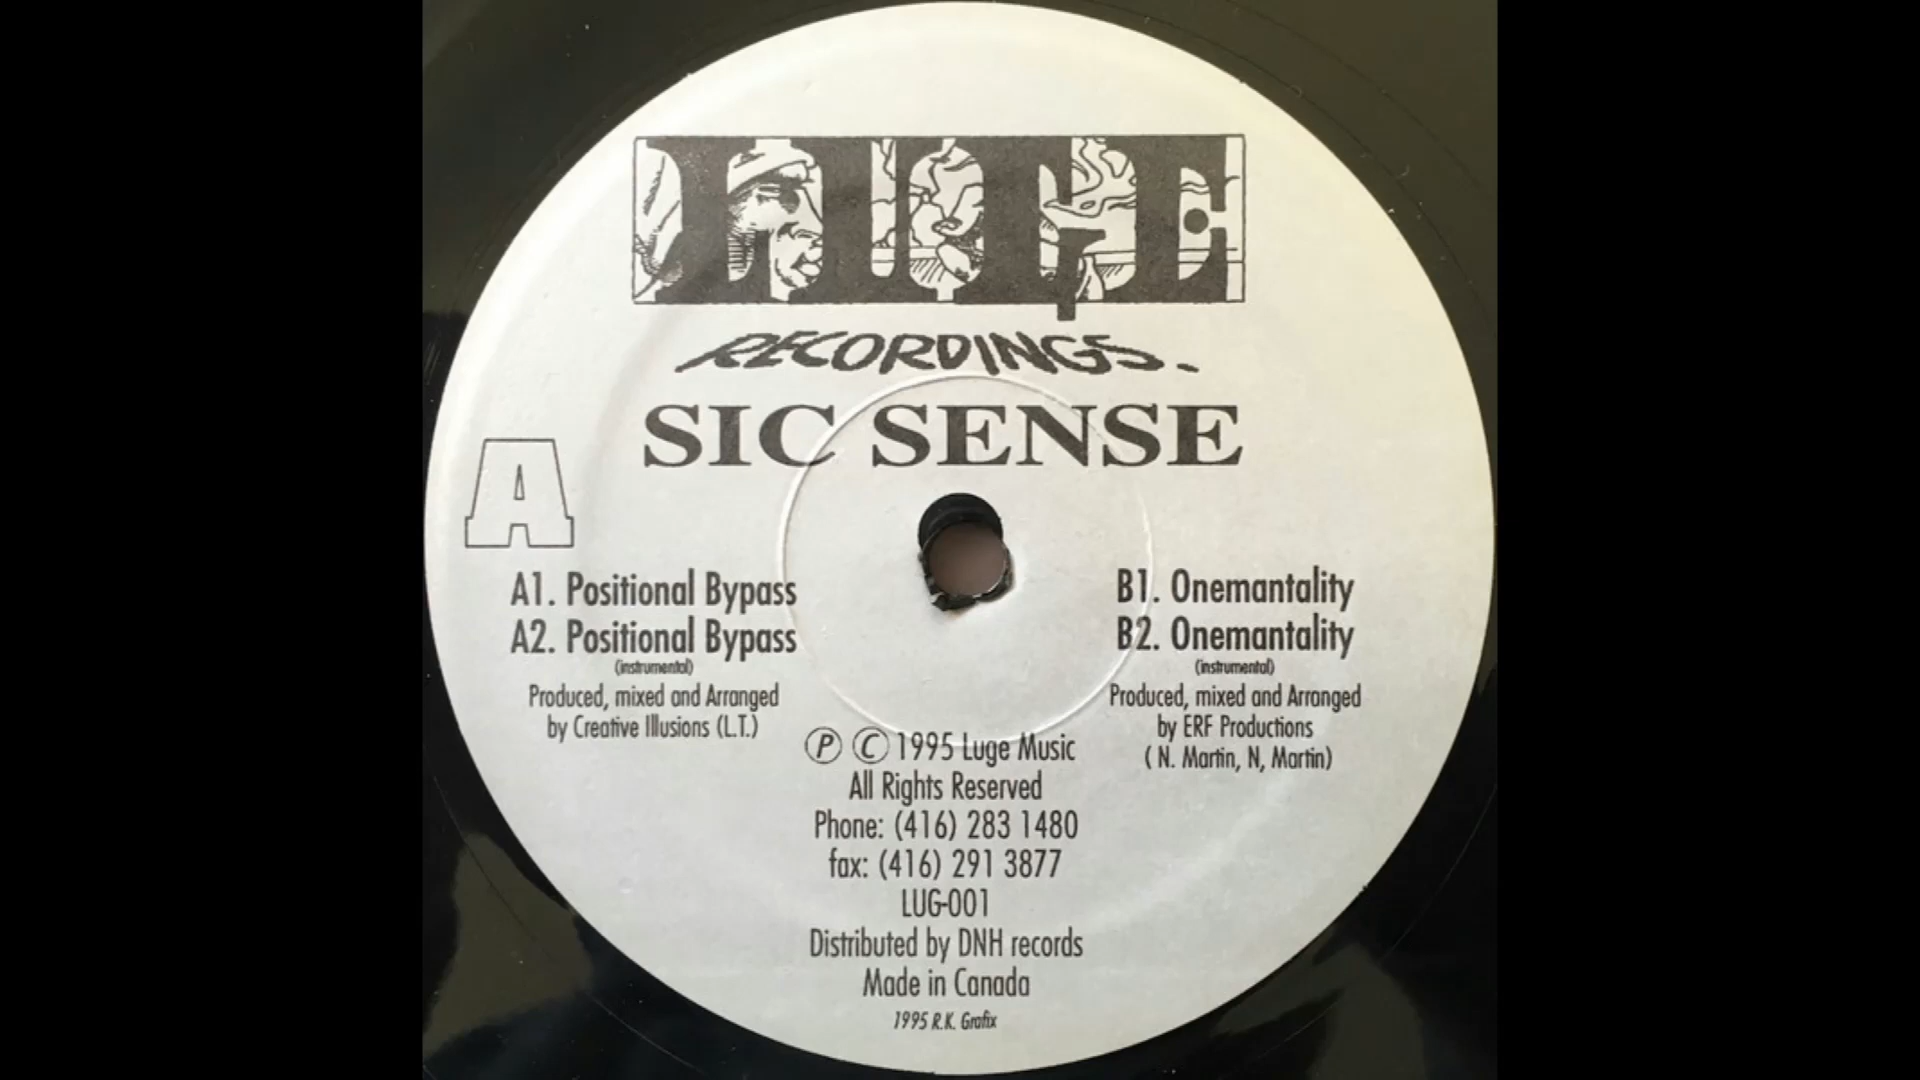 LUGE
RECORDINGS.
SIC SENSE
A
A1. Positional Bypass
A2. Positional Bypass
(instrumental)
Produced, mixed and Arranged
by Creative Illusions (L.T.)
B1. Onemantality
B2. Onemantality
(instrumental)
Produced, mixed and Arranged
by ERF Productions
( N. Martin, N, Martin)
Ⓟ Ⓒ 1995 Luge Music
All Rights Reserved
Phone: (416) 283 1480
fax: (416) 291 3877
LUG-001
Distributed by DNH records
Made in Canada
1995 R.K. Grafix